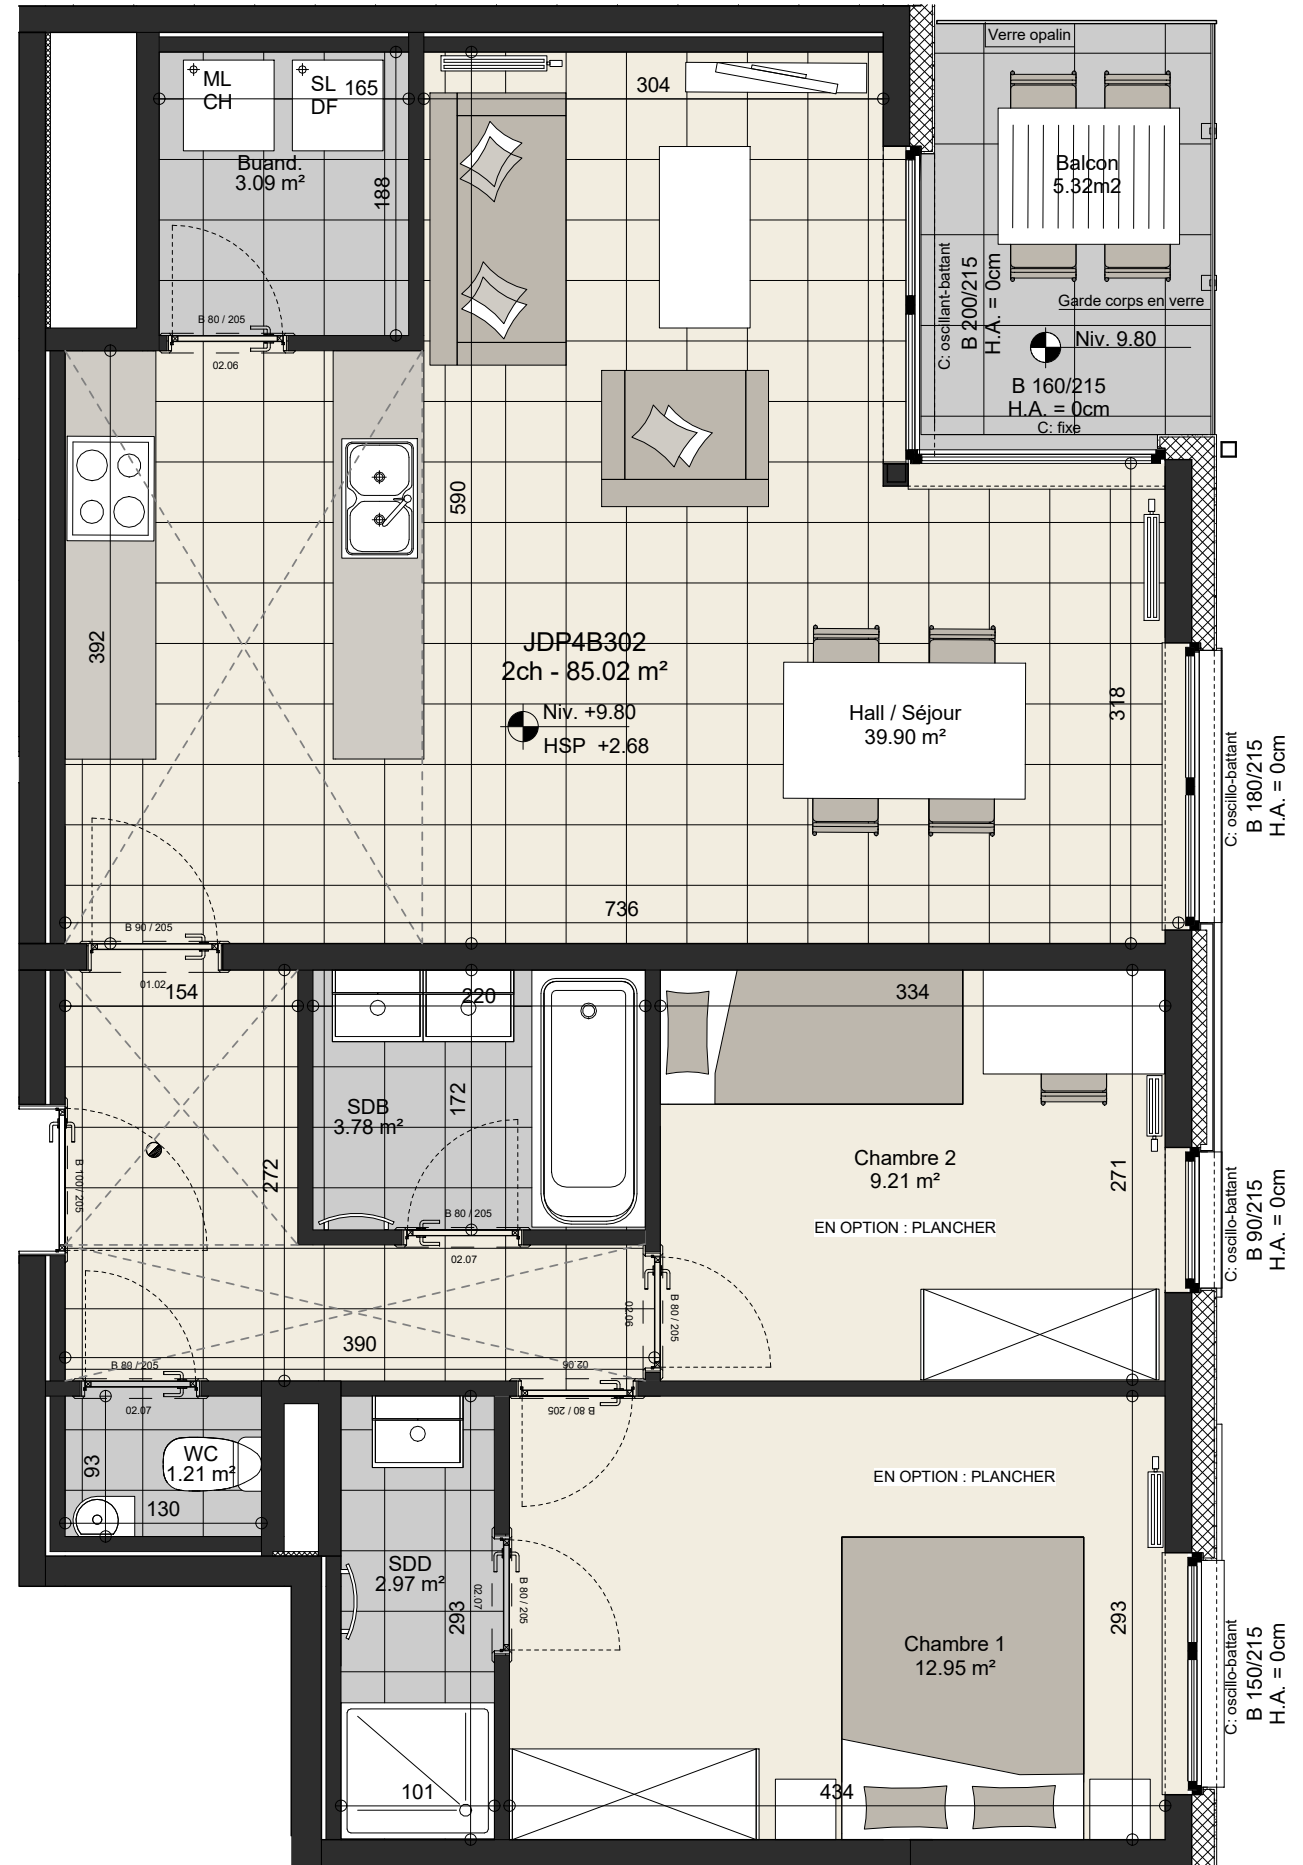 Verre opalin
ML
CH
SL
DF
165
304
Buand.
3.09 m²
188
Balcon
5.32m2
C: oscillant-battant
B 200/215
H.A. = 0cm
Garde corps en verre
Niv. 9.80
B 160/215
H.A. = 0cm
C: fixe
B 80 / 205
02.06
590
392
JDP4B302
2ch - 85.02 m²
Niv. +9.80
HSP +2.68
Hall / Séjour
39.90 m²
318
C: oscillo-battant
B 180/215
H.A. = 0cm
736
B 90 / 205
01.02
154
220
334
SDB
3.78 m²
172
272
B 100 / 205
Chambre 2
9.21 m²
271
EN OPTION : PLANCHER
C: oscillo-battant
B 90/215
H.A. = 0cm
B 80 / 205
02.07
02.06
B 80 / 205
390
02.06
B 80 / 205
B 80 / 205
02.07
WC
1.21 m²
93
130
EN OPTION : PLANCHER
SDD
2.97 m²
293
02.07
B 80 / 205
Chambre 1
12.95 m²
293
C: oscillo-battant
B 150/215
H.A. = 0cm
101
434